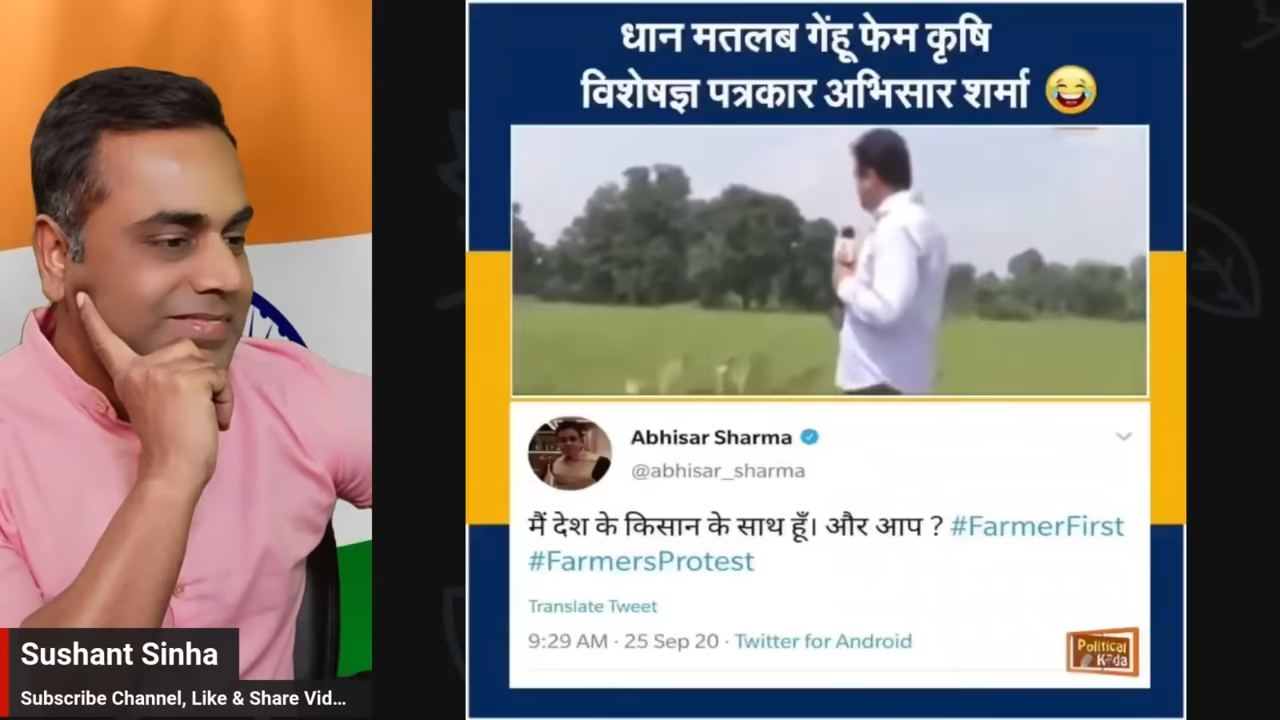 धान मतलब गेंहू फेम कृषि
विशेषज्ञ पत्रकार अभिसार शर्मा
Abhisar Sharma
@abhisar_sharma
मैं देश के किसान के साथ हूँ। और आप ? #FarmerFirst
#FarmersProtest
Translate Tweet
9:29 AM · 25 Sep 20 · Twitter for Android
Political
Kida
Sushant Sinha
Subscribe Channel, Like & Share Vid...